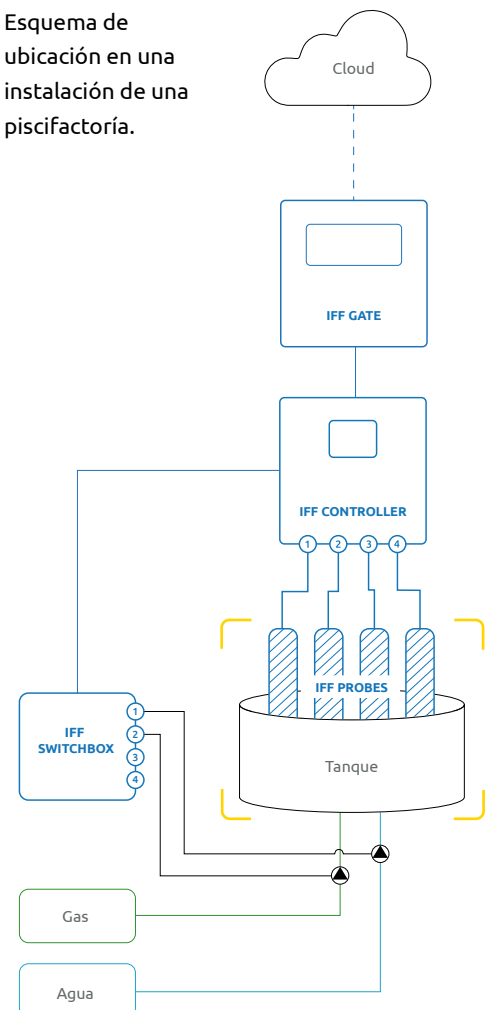 Esquema de
ubicación en una
instalación de una
piscifactoría.
Cloud
IFF GATE
IFF CONTROLLER
1 2 3 4
IFF PROBES
IFF
SWITCHBOX
1
2
3
4
Tanque
Gas
Agua